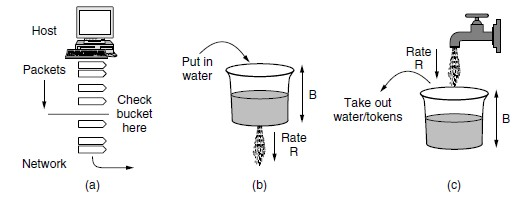 Host
Packets
Check
bucket
here
Network
(a)
Put in
water
B
Rate
R
(b)
Rate
R
Take out
water/tokens
B
(c)